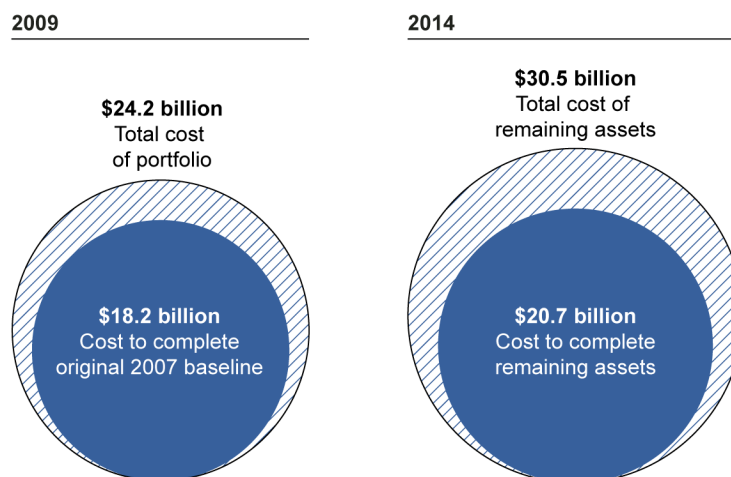 2009
$24.2 billion
Total cost
of portfolio
$18.2 billion
Cost to complete
original 2007 baseline
2014
$30.5 billion
Total cost of
remaining assets
$20.7 billion
Cost to complete
remaining assets